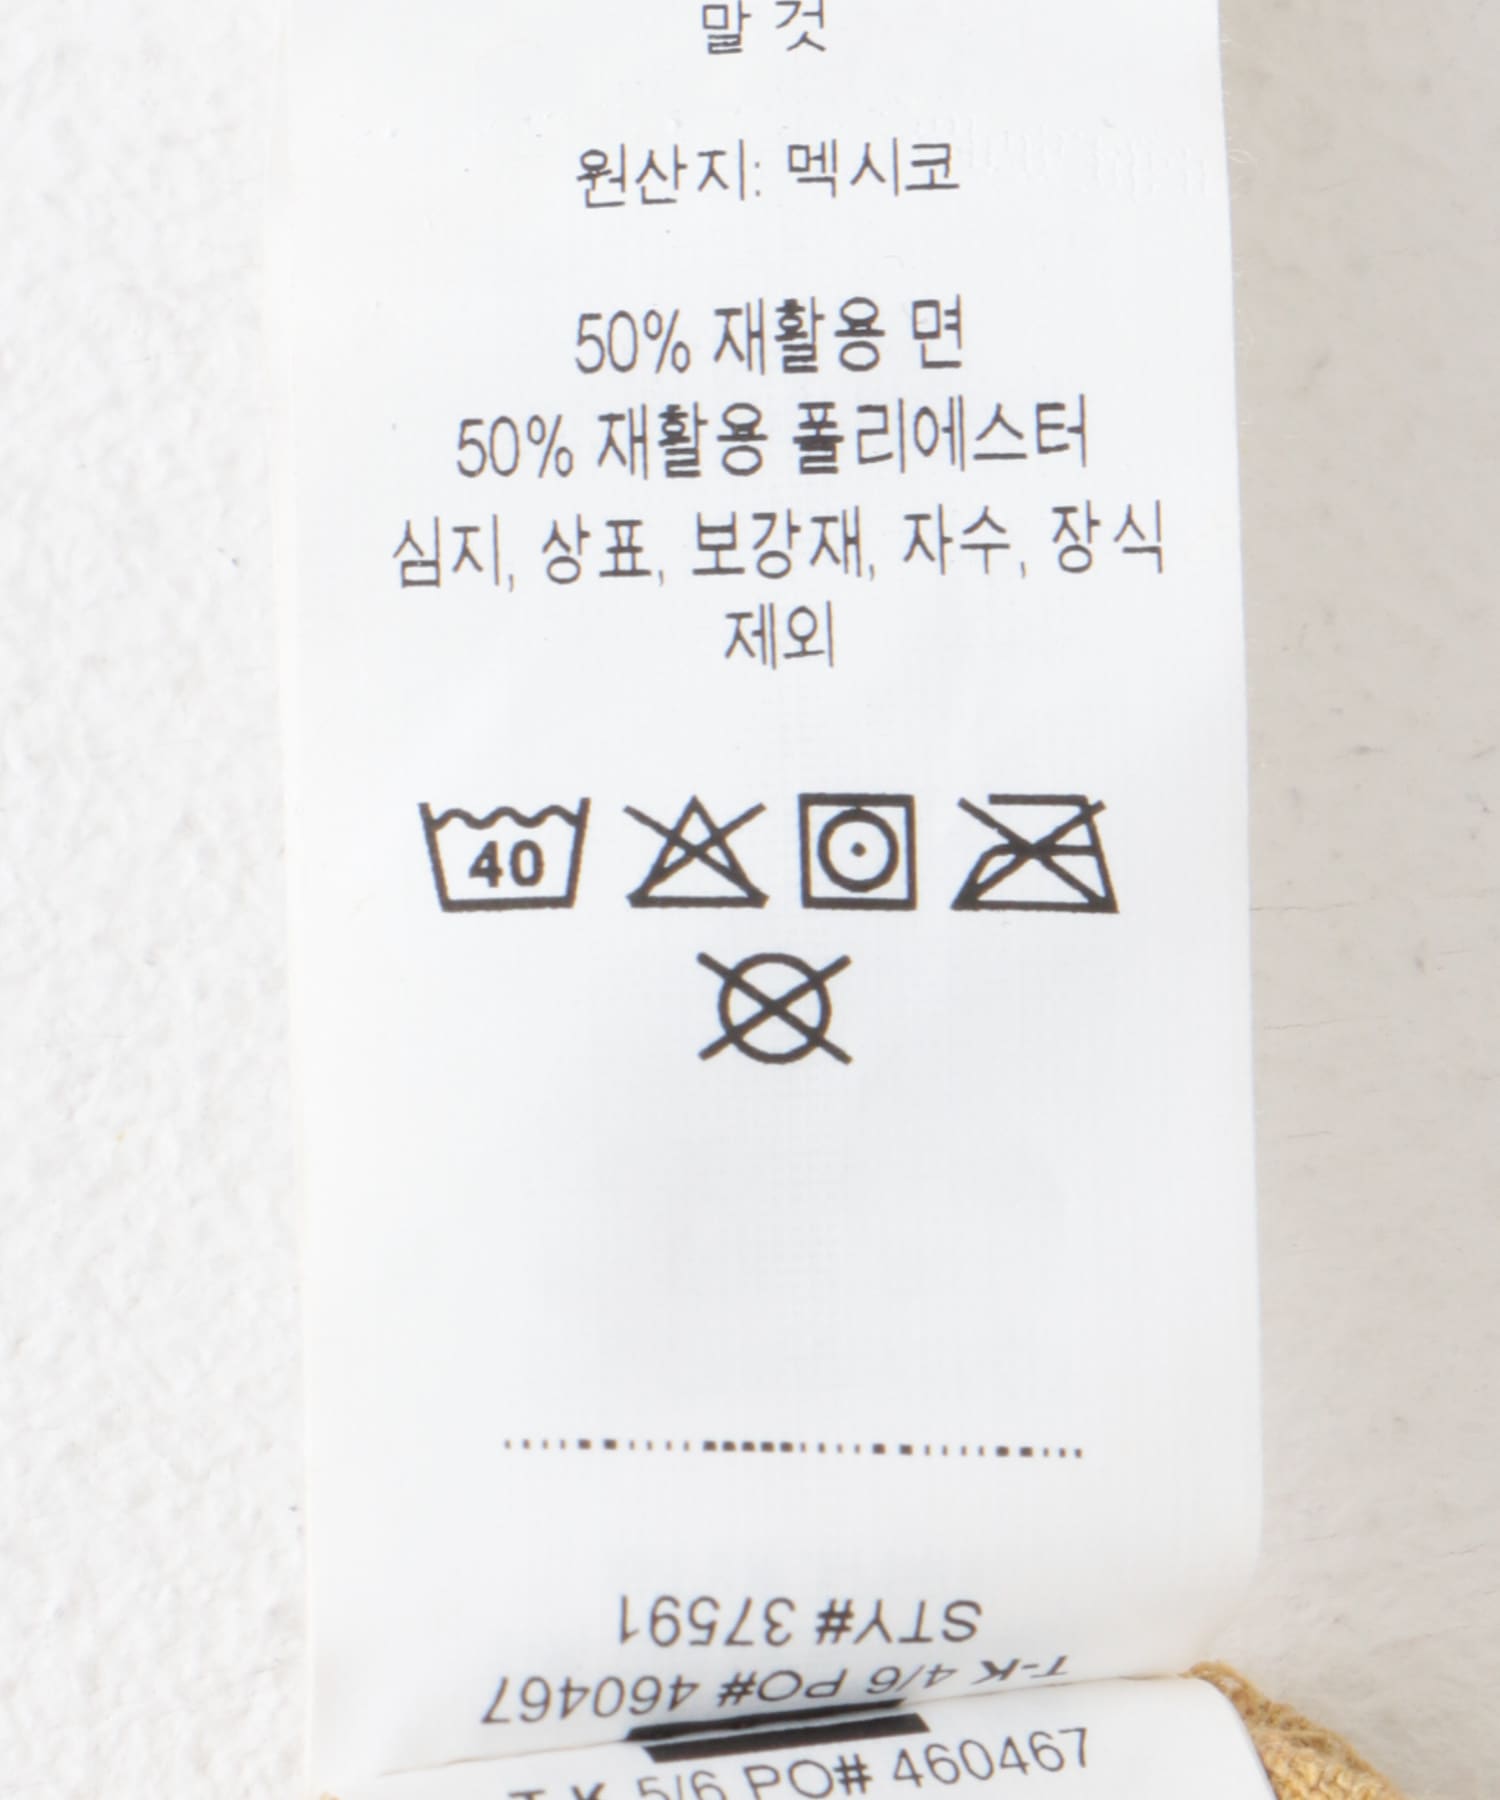 말 것
원산지: 멕시코
50% 재활용 면
50% 재활용 폴리에스터
심지, 상표, 보강재, 자수, 장식
제외
40
STY# 37591
T-K 4/6 PO# 460467
T-K 5/6 PO# 460467